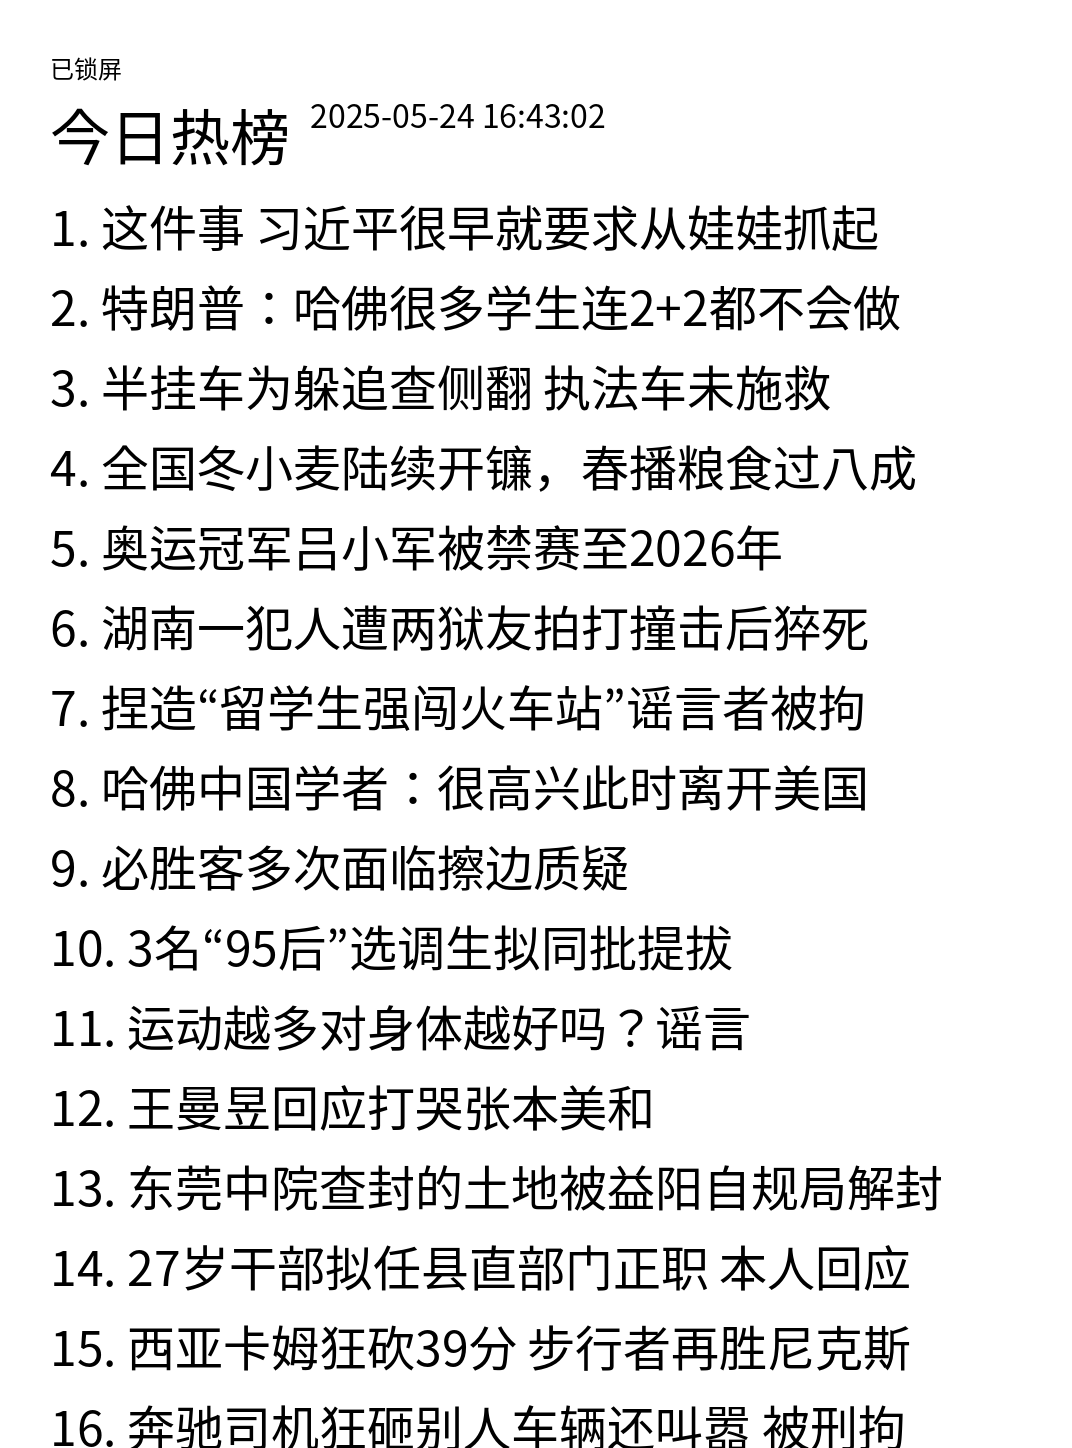 已锁屏
今日热榜 2025-05-24 16:43:02
1. 这件事 习近平很早就要求从娃娃抓起
2. 特朗普：哈佛很多学生连2+2都不会做
3. 半挂车为躲追查侧翻 执法车未施救
4. 全国冬小麦陆续开镰，春播粮食过八成
5. 奥运冠军吕小军被禁赛至2026年
6. 湖南一犯人遭两狱友拍打撞击后猝死
7. 捏造“留学生强闯火车站”谣言者被拘
8. 哈佛中国学者：很高兴此时离开美国
9. 必胜客多次面临擦边质疑
10. 3名“95后”选调生拟同批提拔
11. 运动越多对身体越好吗？谣言
12. 王曼昱回应打哭张本美和
13. 东莞中院查封的土地被益阳自规局解封
14. 27岁干部拟任县直部门正职 本人回应
15. 西亚卡姆狂砍39分 步行者再胜尼克斯
16. 奔驰司机狂砸别人车辆还叫嚣 被刑拘